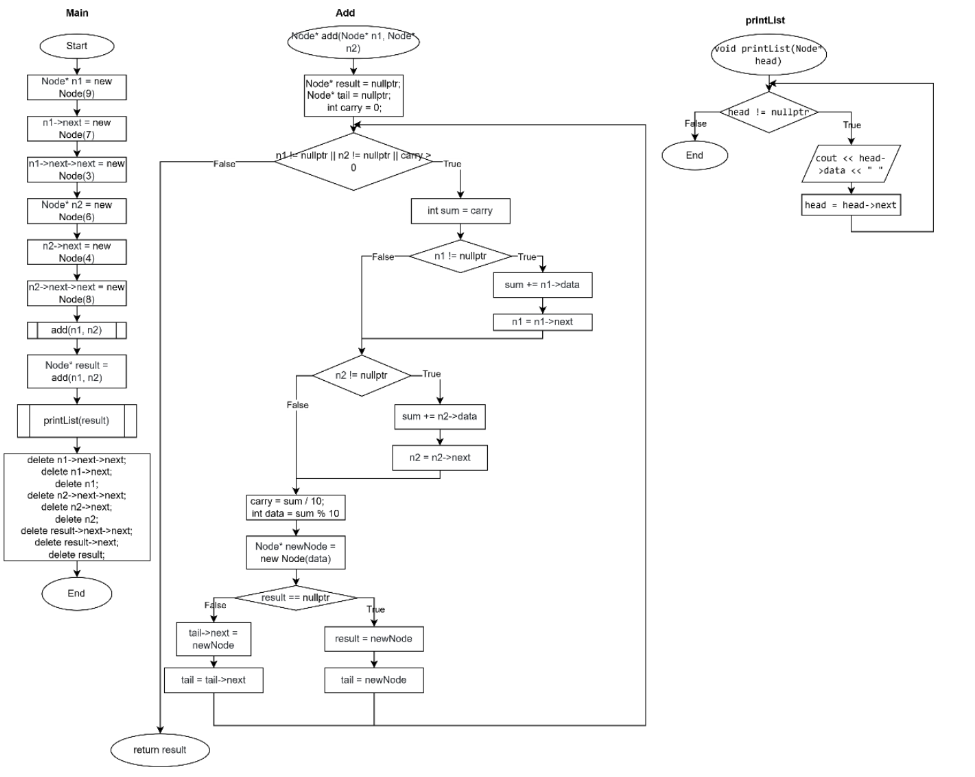 Main
Start
Node* n1 = new
Node(9)
n1->next = new
Node(7)
n1->next->next = new
Node(3)
Node* n2 = new
Node(6)
n2->next = new
Node(4)
n2->next->next = new
Node(8)
add(n1, n2)
Node* result =
add(n1, n2)
printList(result)
delete n1->next->next;
delete n1->next;
delete n1;
delete n2->next->next;
delete n2->next;
delete n2;
delete result->next->next;
delete result->next;
delete result;
End
Add
Node* add(Node* n1, Node*
n2)
Node* result = nullptr;
Node* tail = nullptr;
int carry = 0;
n1 != nullptr || n2 != nullptr || carry >
0
False
True
int sum = carry
n1 != nullptr
False
True
sum += n1->data
n1 = n1->next
n2 != nullptr
True
False
sum += n2->data
n2 = n2->next
carry = sum / 10;
int data = sum % 10
Node* newNode =
new Node(data)
result == nullptr
False
True
tail->next =
newNode
result = newNode
tail = tail->next
tail = newNode
return result
printList
void printList(Node*
head)
head != nullptr
False
True
End
cout << head-
>data << " "
head = head->next